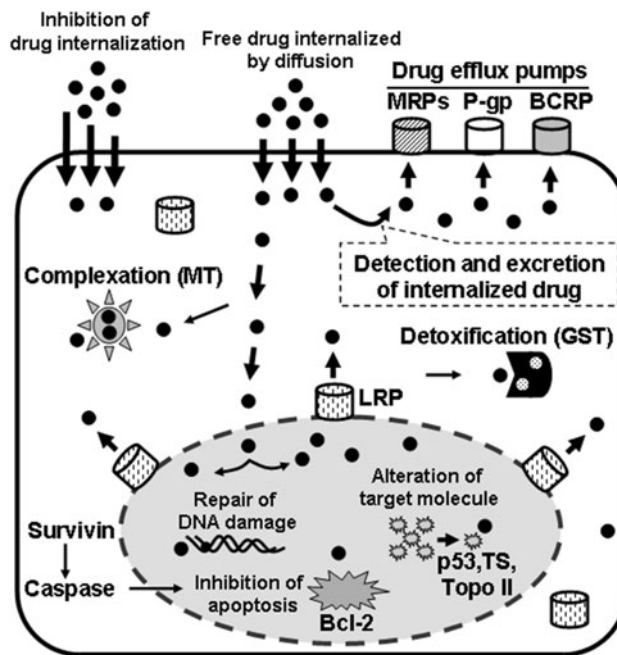 Inhibition of
drug internalization
Free drug internalized
by diffusion
Drug efflux pumps
MRPs P-gp BCRP
Detection and excretion
of internalized drug
Complexation (MT)
Detoxification (GST)
LRP
Alteration of
target molecule
Repair of
DNA damage
p53,TS,
Topo II
Survivin
Caspase
Inhibition of
apoptosis
Bcl-2